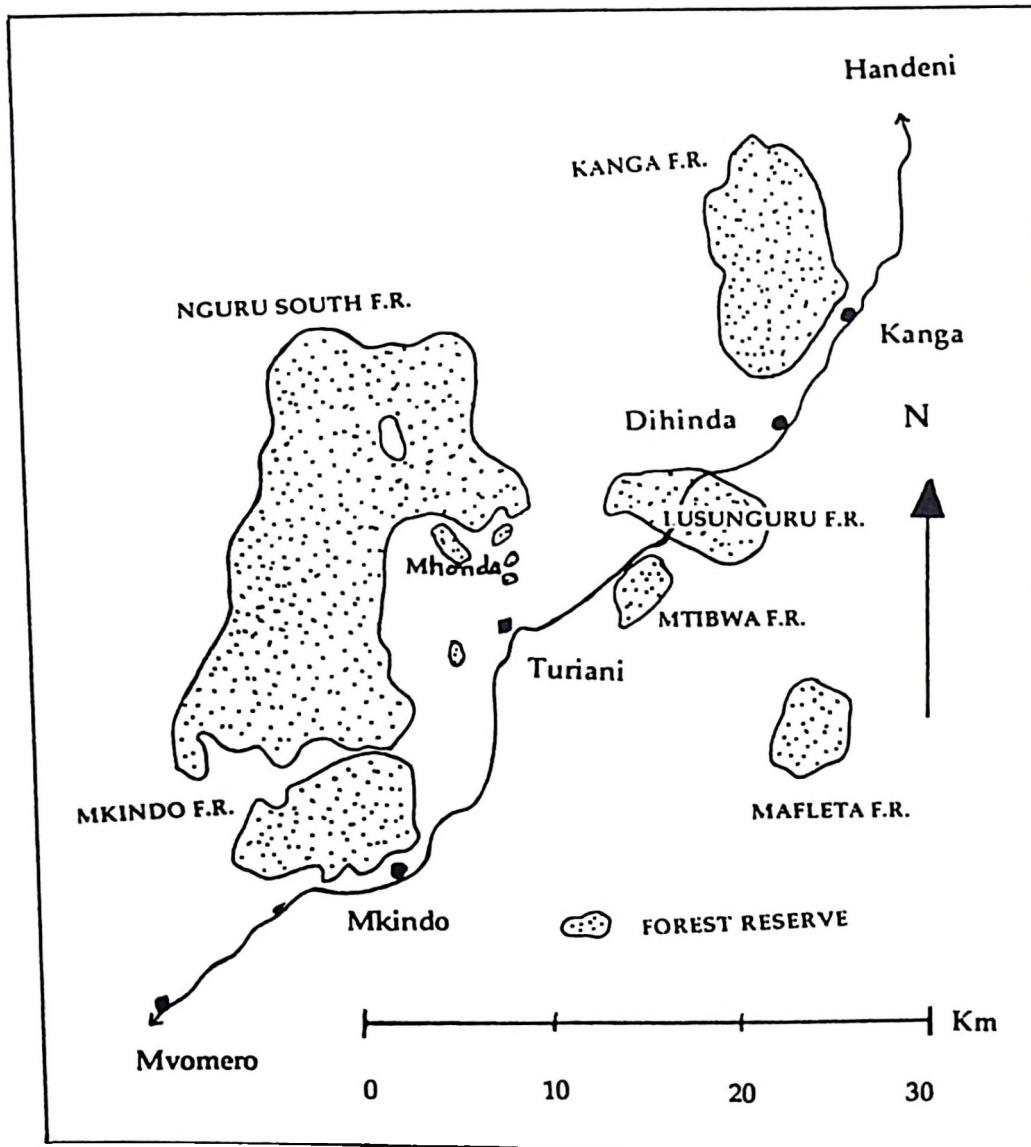 Handeni
KANGA F.R.
NGURU SOUTH F.R.
Kanga
Dihinda
N
LUSUNGURU F.R.
Mhonda
MTIBWA F.R.
Turiani
MKINDO F.R.
MAFLETA F.R.
Mkindo
FOREST RESERVE
Km
Mvomero
0 10 20 30